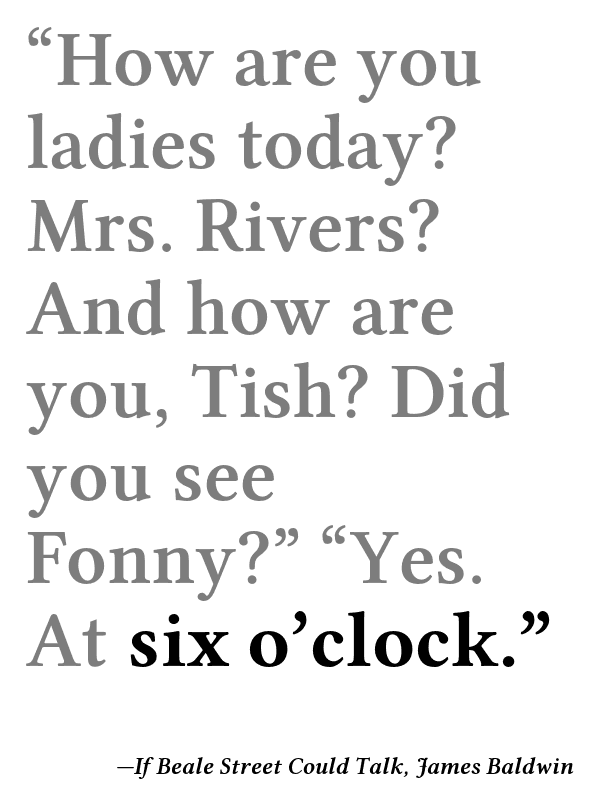 “How are you
ladies today?
Mrs. Rivers?
And how are
you, Tish? Did
you see
Fonny?” “Yes.
At six o’clock.”
—If Beale Street Could Talk, James Baldwin